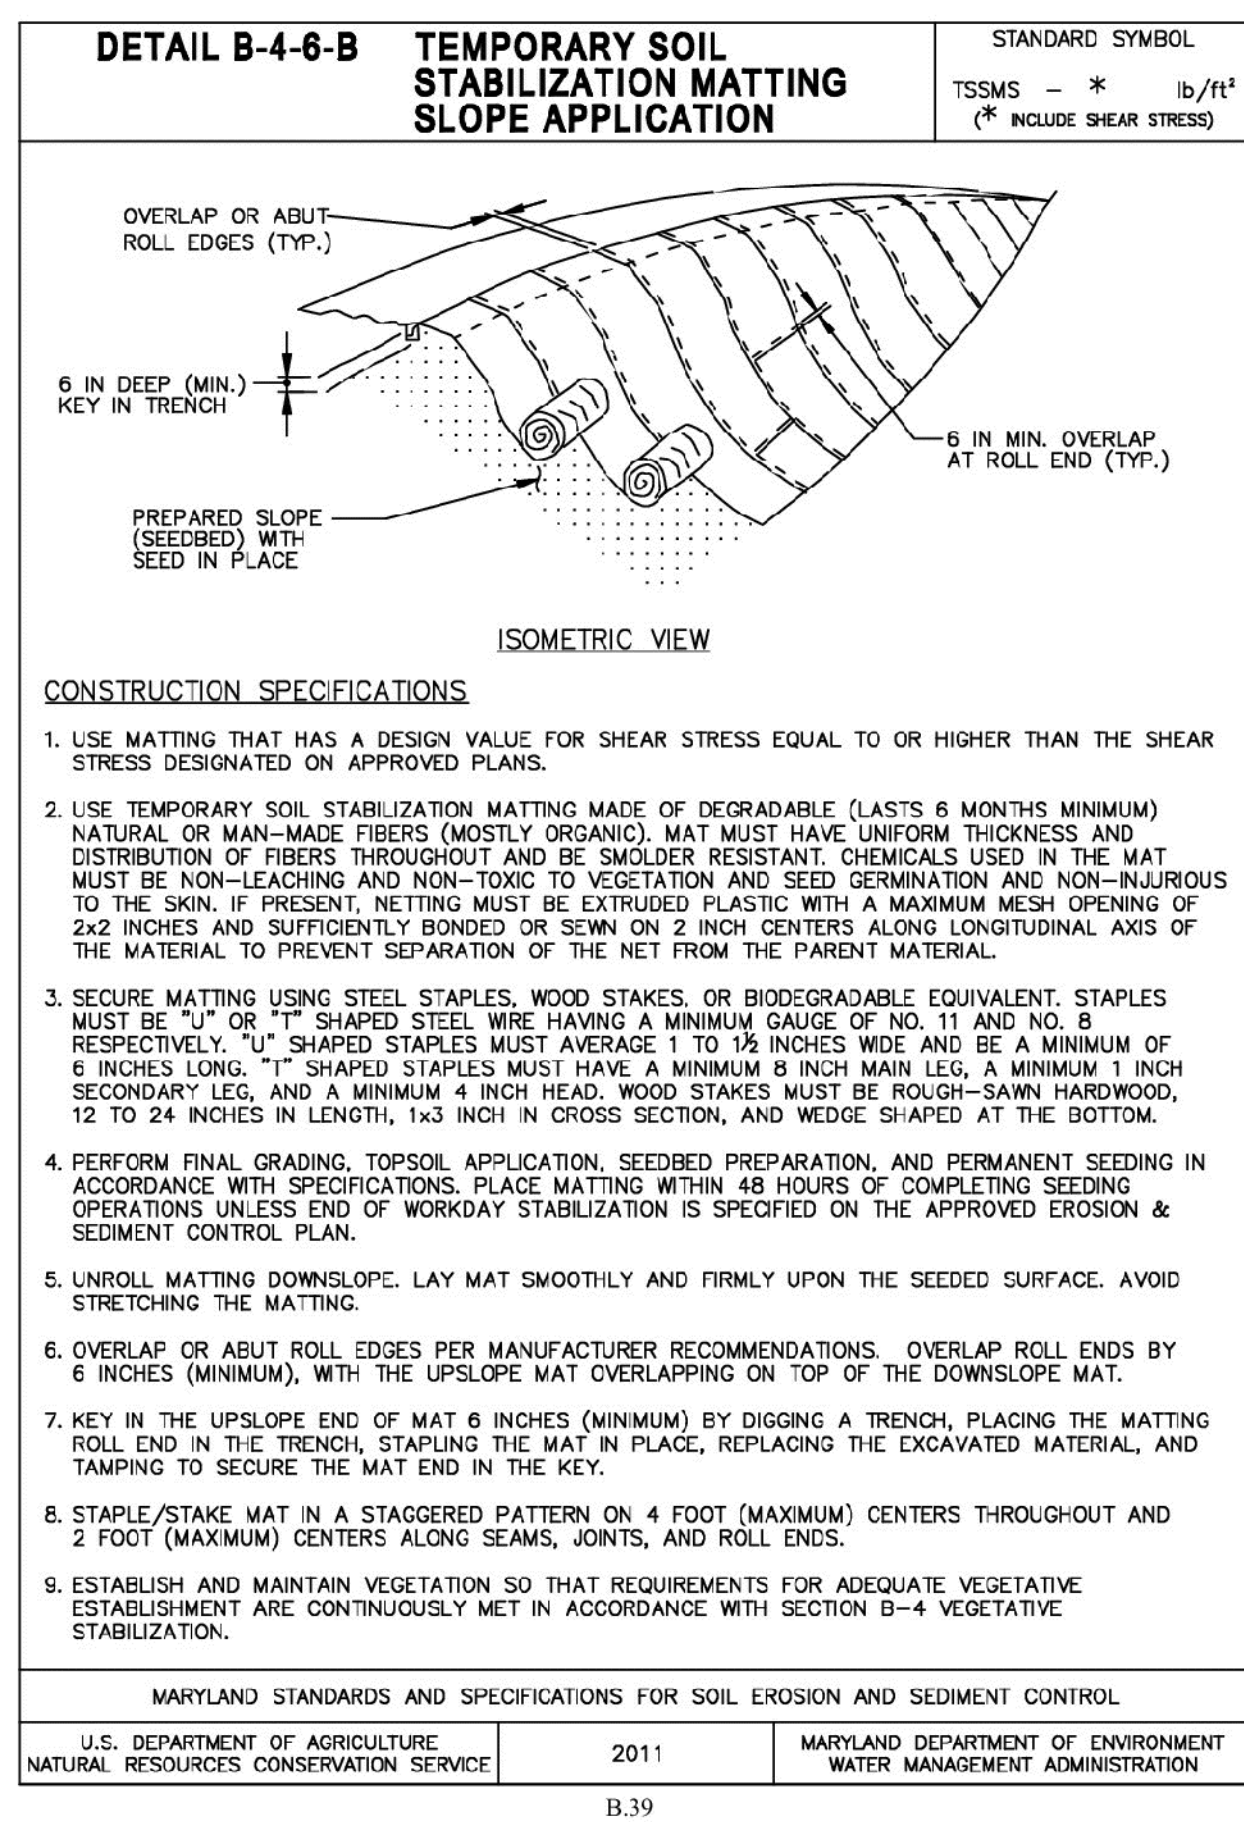 DETAIL B-4-6-B TEMPORARY SOIL
STABILIZATION MATTING
SLOPE APPLICATION
STANDARD SYMBOL
TSSMS – * lb/ft²
(* INCLUDE SHEAR STRESS)
OVERLAP OR ABUT
ROLL EDGES (TYP.)
6 IN DEEP (MIN.)
KEY IN TRENCH
6 IN MIN. OVERLAP
AT ROLL END (TYP.)
PREPARED SLOPE
(SEEDBED) WITH
SEED IN PLACE
ISOMETRIC VIEW
CONSTRUCTION SPECIFICATIONS
1. USE MATTING THAT HAS A DESIGN VALUE FOR SHEAR STRESS EQUAL TO OR HIGHER THAN THE SHEAR
STRESS DESIGNATED ON APPROVED PLANS.
2. USE TEMPORARY SOIL STABILIZATION MATTING MADE OF DEGRADABLE (LASTS 6 MONTHS MINIMUM)
NATURAL OR MAN–MADE FIBERS (MOSTLY ORGANIC). MAT MUST HAVE UNIFORM THICKNESS AND
DISTRIBUTION OF FIBERS THROUGHOUT AND BE SMOLDER RESISTANT. CHEMICALS USED IN THE MAT
MUST BE NON–LEACHING AND NON–TOXIC TO VEGETATION AND SEED GERMINATION AND NON–INJURIOUS
TO THE SKIN. IF PRESENT, NETTING MUST BE EXTRUDED PLASTIC WITH A MAXIMUM MESH OPENING OF
2x2 INCHES AND SUFFICIENTLY BONDED OR SEWN ON 2 INCH CENTERS ALONG LONGITUDINAL AXIS OF
THE MATERIAL TO PREVENT SEPARATION OF THE NET FROM THE PARENT MATERIAL.
3. SECURE MATTING USING STEEL STAPLES, WOOD STAKES, OR BIODEGRADABLE EQUIVALENT. STAPLES
MUST BE "U" OR "T" SHAPED STEEL WIRE HAVING A MINIMUM GAUGE OF NO. 11 AND NO. 8
RESPECTIVELY. "U" SHAPED STAPLES MUST AVERAGE 1 TO 1½ INCHES WIDE AND BE A MINIMUM OF
6 INCHES LONG. "T" SHAPED STAPLES MUST HAVE A MINIMUM 8 INCH MAIN LEG, A MINIMUM 1 INCH
SECONDARY LEG, AND A MINIMUM 4 INCH HEAD. WOOD STAKES MUST BE ROUGH–SAWN HARDWOOD,
12 TO 24 INCHES IN LENGTH, 1x3 INCH IN CROSS SECTION, AND WEDGE SHAPED AT THE BOTTOM.
4. PERFORM FINAL GRADING, TOPSOIL APPLICATION, SEEDBED PREPARATION, AND PERMANENT SEEDING IN
ACCORDANCE WITH SPECIFICATIONS. PLACE MATTING WITHIN 48 HOURS OF COMPLETING SEEDING
OPERATIONS UNLESS END OF WORKDAY STABILIZATION IS SPECIFIED ON THE APPROVED EROSION &
SEDIMENT CONTROL PLAN.
5. UNROLL MATTING DOWNSLOPE. LAY MAT SMOOTHLY AND FIRMLY UPON THE SEEDED SURFACE. AVOID
STRETCHING THE MATTING.
6. OVERLAP OR ABUT ROLL EDGES PER MANUFACTURER RECOMMENDATIONS. OVERLAP ROLL ENDS BY
6 INCHES (MINIMUM), WITH THE UPSLOPE MAT OVERLAPPING ON TOP OF THE DOWNSLOPE MAT.
7. KEY IN THE UPSLOPE END OF MAT 6 INCHES (MINIMUM) BY DIGGING A TRENCH, PLACING THE MATTING
ROLL END IN THE TRENCH, STAPLING THE MAT IN PLACE, REPLACING THE EXCAVATED MATERIAL, AND
TAMPING TO SECURE THE MAT END IN THE KEY.
8. STAPLE/STAKE MAT IN A STAGGERED PATTERN ON 4 FOOT (MAXIMUM) CENTERS THROUGHOUT AND
2 FOOT (MAXIMUM) CENTERS ALONG SEAMS, JOINTS, AND ROLL ENDS.
9. ESTABLISH AND MAINTAIN VEGETATION SO THAT REQUIREMENTS FOR ADEQUATE VEGETATIVE
ESTABLISHMENT ARE CONTINUOUSLY MET IN ACCORDANCE WITH SECTION B–4 VEGETATIVE
STABILIZATION.
MARYLAND STANDARDS AND SPECIFICATIONS FOR SOIL EROSION AND SEDIMENT CONTROL
U.S. DEPARTMENT OF AGRICULTURE
NATURAL RESOURCES CONSERVATION SERVICE
2011
MARYLAND DEPARTMENT OF ENVIRONMENT
WATER MANAGEMENT ADMINISTRATION
B.39